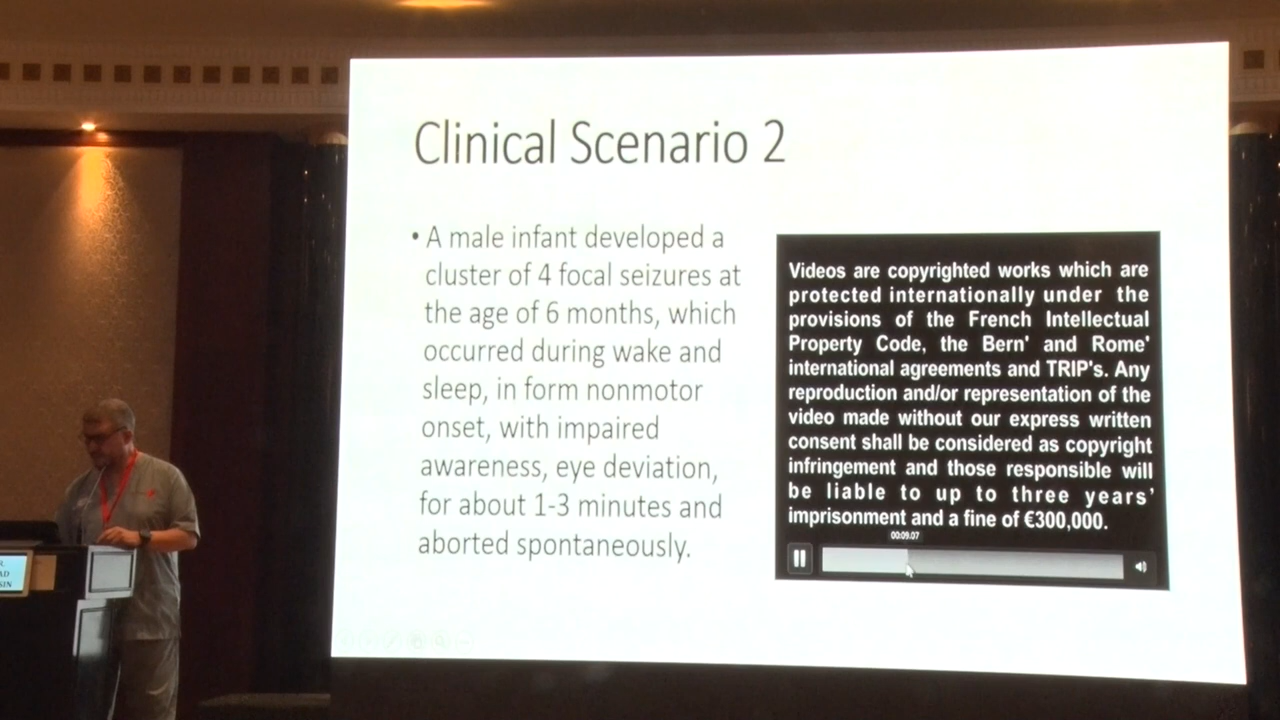 Clinical Scenario 2
• A male infant developed a
cluster of 4 focal seizures at
the age of 6 months, which
occurred during wake and
sleep, in form nonmotor
onset, with impaired
awareness, eye deviation,
for about 1-3 minutes and
aborted spontaneously.
Videos are copyrighted works which are
protected internationally under the
provisions of the French Intellectual
Property Code, the Bern' and Rome'
international agreements and TRIP's. Any
reproduction and/or representation of the
video made without our express written
consent shall be considered as copyright
infringement and those responsible will
be liable to up to three years'
imprisonment and a fine of €300,000.
00:09.07